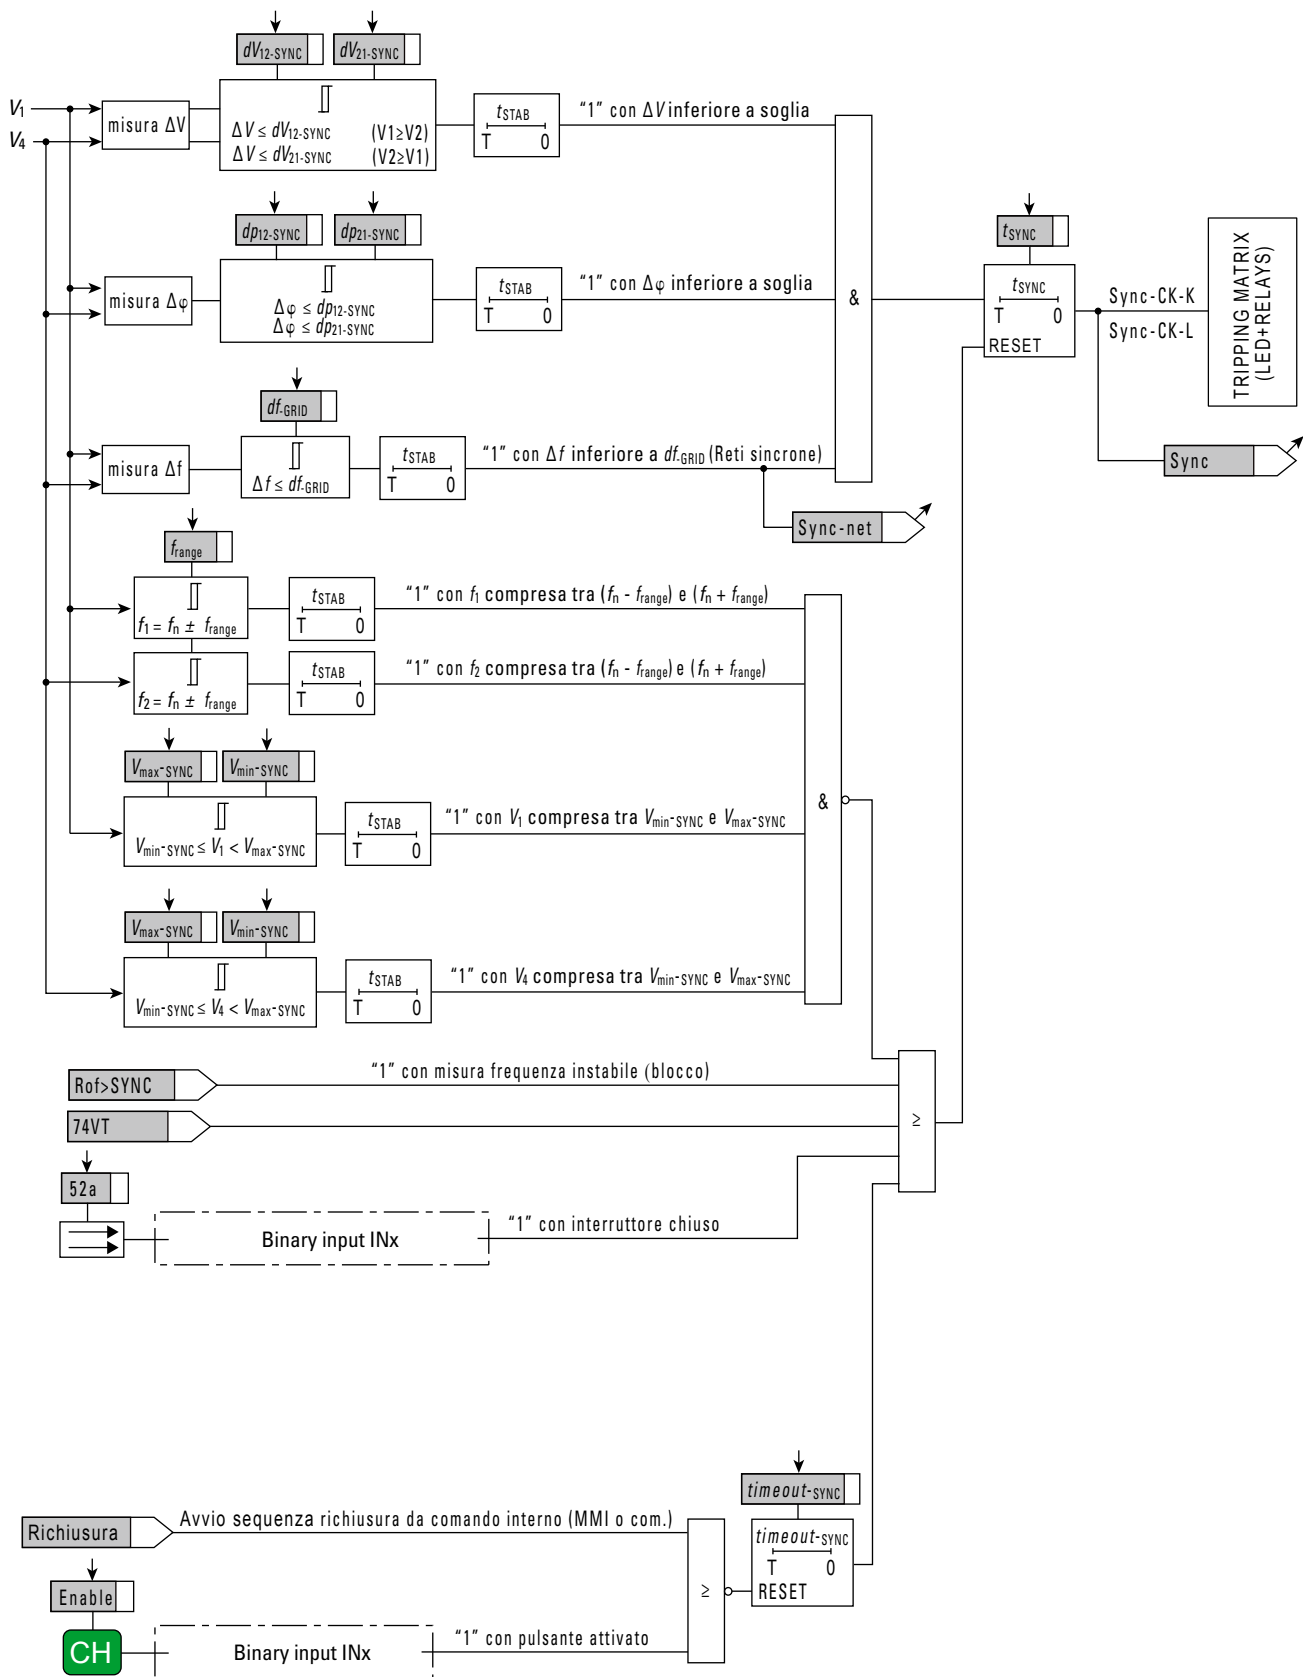 dV12-SYNC dV21-SYNC
V1
V4
misura ΔV
ΔV ≤ dV12-SYNC (V1≥V2)
ΔV ≤ dV21-SYNC (V2≥V1)
tSTAB
T 0
“1” con ΔV inferiore a soglia
dp12-SYNC dp21-SYNC
misura Δφ
Δφ ≤ dp12-SYNC
Δφ ≤ dp21-SYNC
tSTAB
T 0
“1” con Δφ inferiore a soglia
&
tSYNC
tSYNC
T 0
RESET
Sync-CK-K
Sync-CK-L
TRIPPING MATRIX
(LED+RELAYS)
Sync
df-GRID
misura Δf
Δf ≤ df-GRID
tSTAB
T 0
“1” con Δf inferiore a df-GRID (Reti sincrone)
Sync-net
frange
f1 = fn ± frange
tSTAB
T 0
“1” con f1 compresa tra (fn - frange) e (fn + frange)
f2 = fn ± frange
tSTAB
T 0
“1” con f2 compresa tra (fn - frange) e (fn + frange)
Vmax-SYNC Vmin-SYNC
Vmin-SYNC ≤ V1 < Vmax-SYNC
tSTAB
T 0
“1” con V1 compresa tra Vmin-SYNC e Vmax-SYNC
&
Vmax-SYNC Vmin-SYNC
Vmin-SYNC ≤ V4 < Vmax-SYNC
tSTAB
T 0
“1” con V4 compresa tra Vmin-SYNC e Vmax-SYNC
Rof>SYNC
“1” con misura frequenza instabile (blocco)
74VT
≥
52a
Binary input INx
“1” con interruttore chiuso
timeout-SYNC
Richiusura
Avvio sequenza richiusura da comando interno (MMI o com.)
timeout-SYNC
T 0
RESET
≥
Enable
CH
Binary input INx
“1” con pulsante attivato